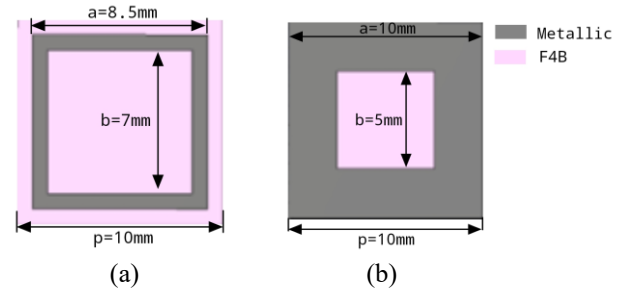 a=8.5mm
b=7mm
p=10mm
(a)
a=10mm
b=5mm
p=10mm
(b)
Metallic
F4B